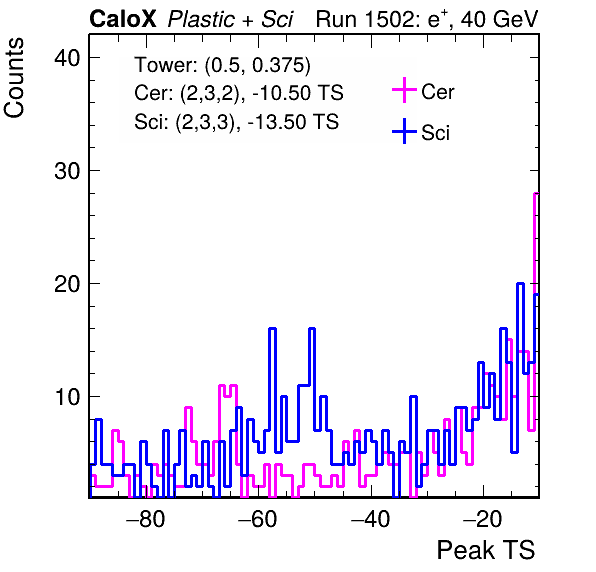 CaloX Plastic + Sci Run 1502: e+, 40 GeV
Counts
Tower: (0.5, 0.375)
Cer: (2,3,2), -10.50 TS
Sci: (2,3,3), -13.50 TS
Cer
Sci
40
30
20
10
−80 −60 −40 −20
Peak TS